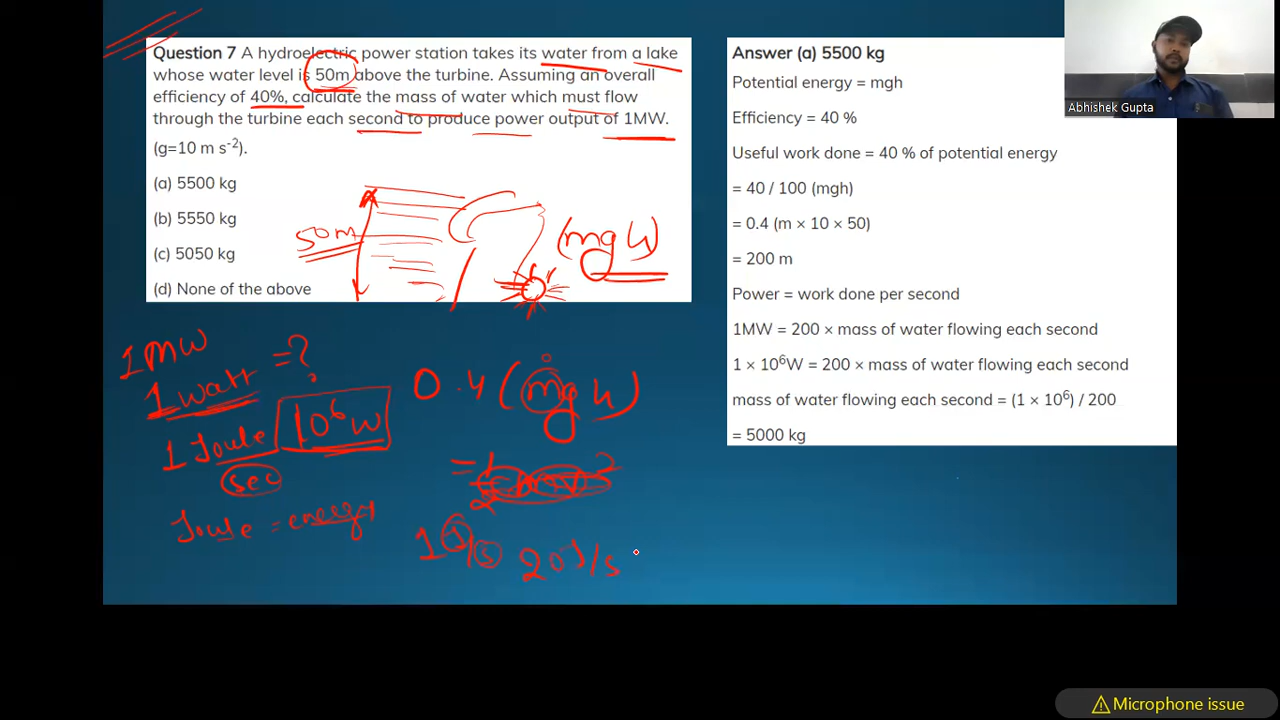 Question 7 A hydroelectric power station takes its water from a lake
whose water level is 50m above the turbine. Assuming an overall
efficiency of 40%, calculate the mass of water which must flow
through the turbine each second to produce power output of 1MW.
(g=10 m s⁻²).
(a) 5500 kg
(b) 5550 kg
(c) 5050 kg
(d) None of the above
50m
(mgh)
Answer (a) 5500 kg
Potential energy = mgh
Efficiency = 40 %
Useful work done = 40 % of potential energy
= 40 / 100 (mgh)
= 0.4 (m × 10 × 50)
= 200 m
Power = work done per second
1MW = 200 × mass of water flowing each second
1 × 10⁶W = 200 × mass of water flowing each second
mass of water flowing each second = (1 × 10⁶) / 200
= 5000 kg
Abhishek Gupta
1MW
1 watt = ?
1 Joule
sec
10⁶ W
Joule = energy
0.4 (ṁgh)
1 J/s 20 J/s
Microphone issue